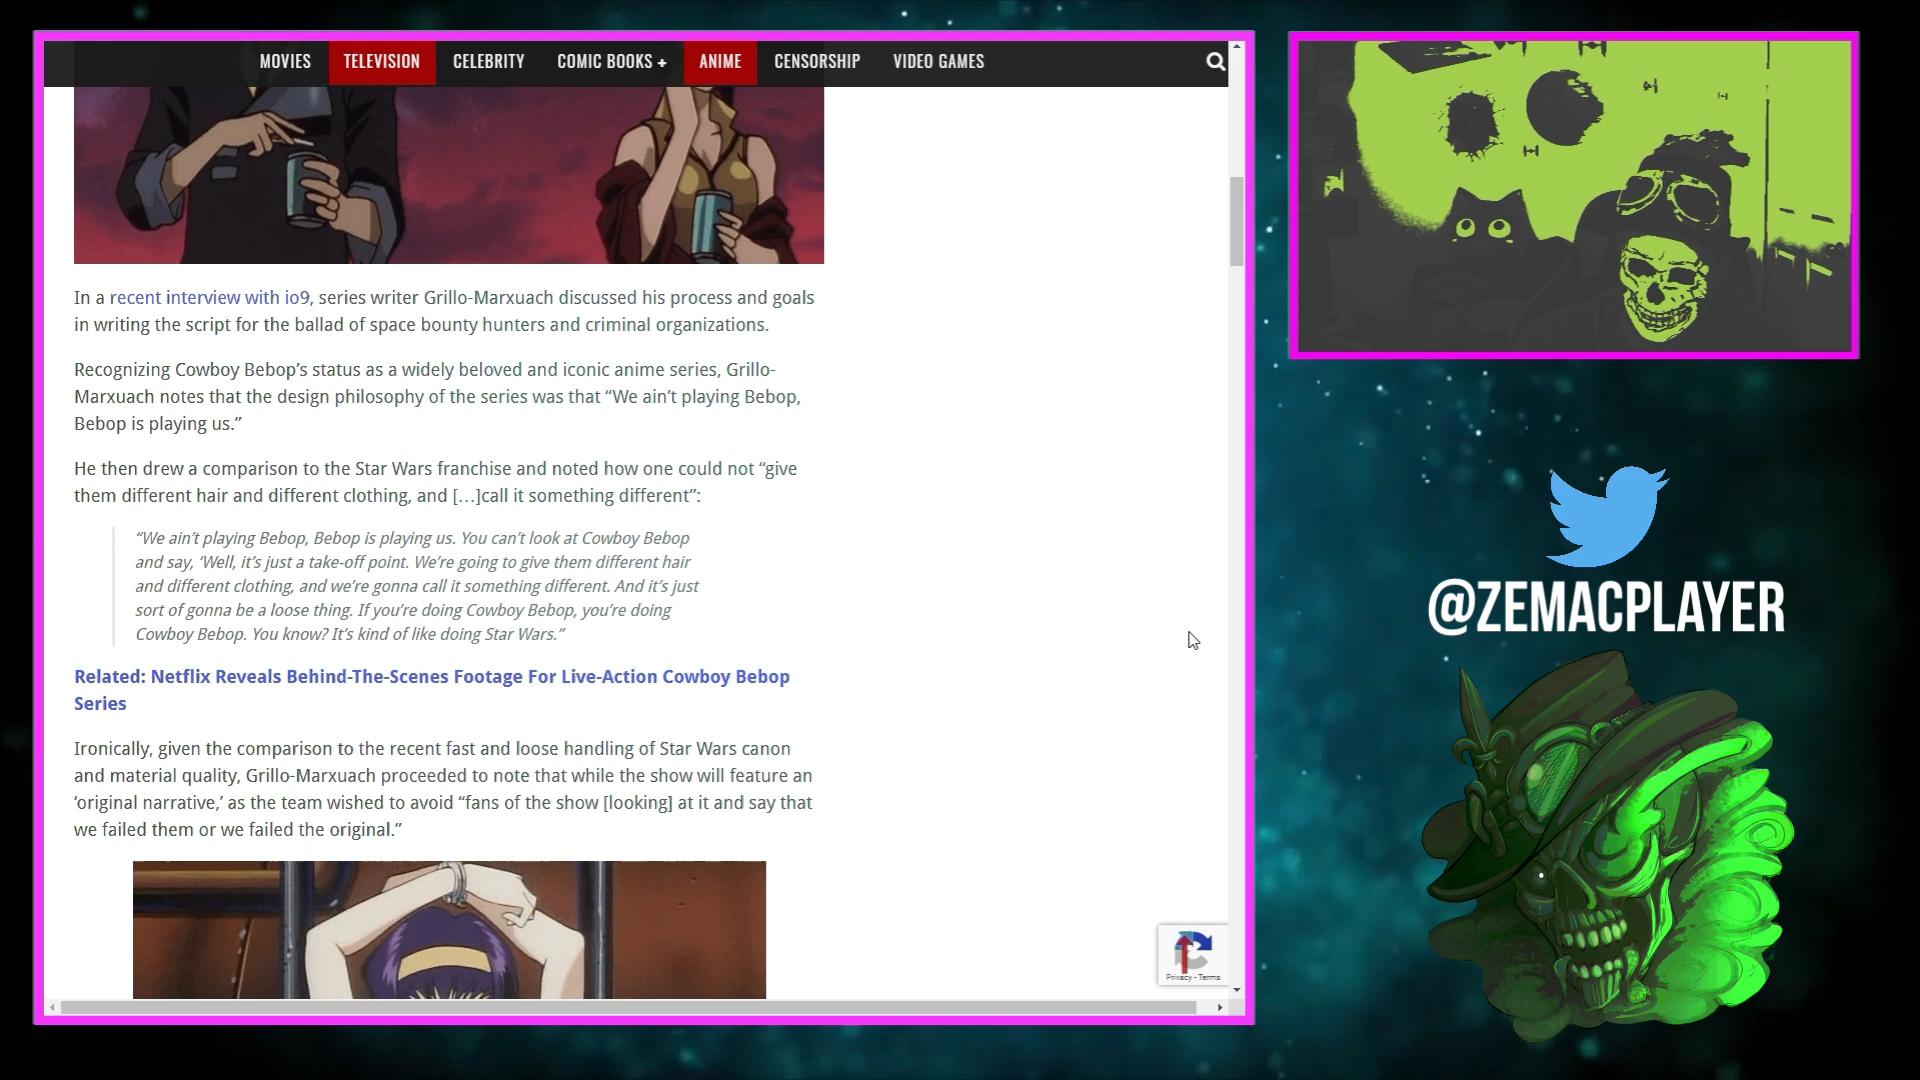 MOVIES TELEVISION CELEBRITY COMIC BOOKS + ANIME CENSORSHIP VIDEO GAMES
In a recent interview with io9, series writer Grillo-Marxuach discussed his process and goals
in writing the script for the ballad of space bounty hunters and criminal organizations.
Recognizing Cowboy Bebop’s status as a widely beloved and iconic anime series, Grillo-
Marxuach notes that the design philosophy of the series was that “We ain’t playing Bebop,
Bebop is playing us.”
He then drew a comparison to the Star Wars franchise and noted how one could not “give
them different hair and different clothing, and […]call it something different”:
“We ain’t playing Bebop, Bebop is playing us. You can’t look at Cowboy Bebop
and say, ‘Well, it’s just a take-off point. We’re going to give them different hair
and different clothing, and we’re gonna call it something different. And it’s just
sort of gonna be a loose thing. If you’re doing Cowboy Bebop, you’re doing
Cowboy Bebop. You know? It’s kind of like doing Star Wars.”
Related: Netflix Reveals Behind-The-Scenes Footage For Live-Action Cowboy Bebop
Series
Ironically, given the comparison to the recent fast and loose handling of Star Wars canon
and material quality, Grillo-Marxuach proceeded to note that while the show will feature an
‘original narrative,’ as the team wished to avoid “fans of the show [looking] at it and say that
we failed them or we failed the original.”
Privacy - Terms
@ZEMACPLAYER